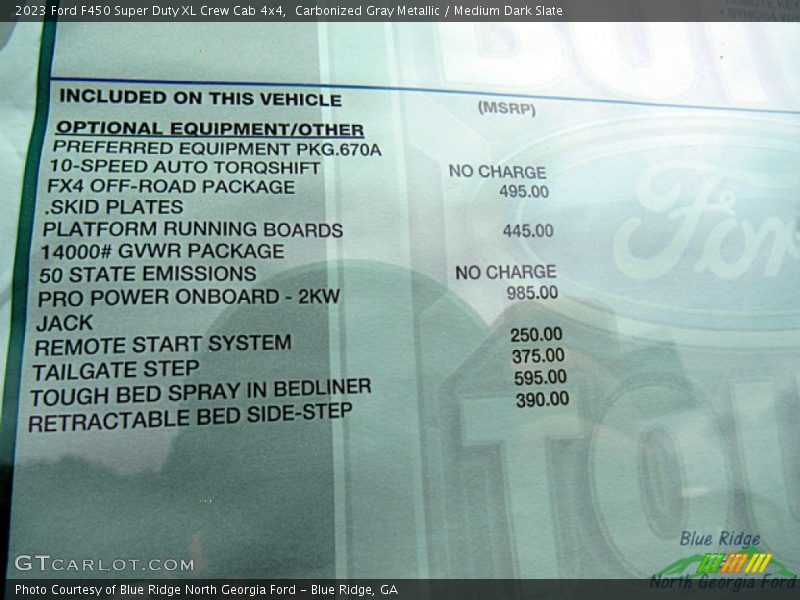 2023 Ford F450 Super Duty XL Crew Cab 4x4, Carbonized Gray Metallic / Medium Dark Slate
INCLUDED ON THIS VEHICLE (MSRP)
OPTIONAL EQUIPMENT/OTHER
PREFERRED EQUIPMENT PKG.670A
10-SPEED AUTO TORQSHIFT NO CHARGE
FX4 OFF-ROAD PACKAGE 495.00
.SKID PLATES
PLATFORM RUNNING BOARDS 445.00
14000# GVWR PACKAGE
50 STATE EMISSIONS NO CHARGE
PRO POWER ONBOARD - 2KW 985.00
JACK
REMOTE START SYSTEM 250.00
TAILGATE STEP 375.00
TOUGH BED SPRAY IN BEDLINER 595.00
RETRACTABLE BED SIDE-STEP 390.00
Ford
BUI
TOU
GTCARLOT.COM
Blue Ridge
North Georgia Ford
Photo Courtesy of Blue Ridge North Georgia Ford - Blue Ridge, GA